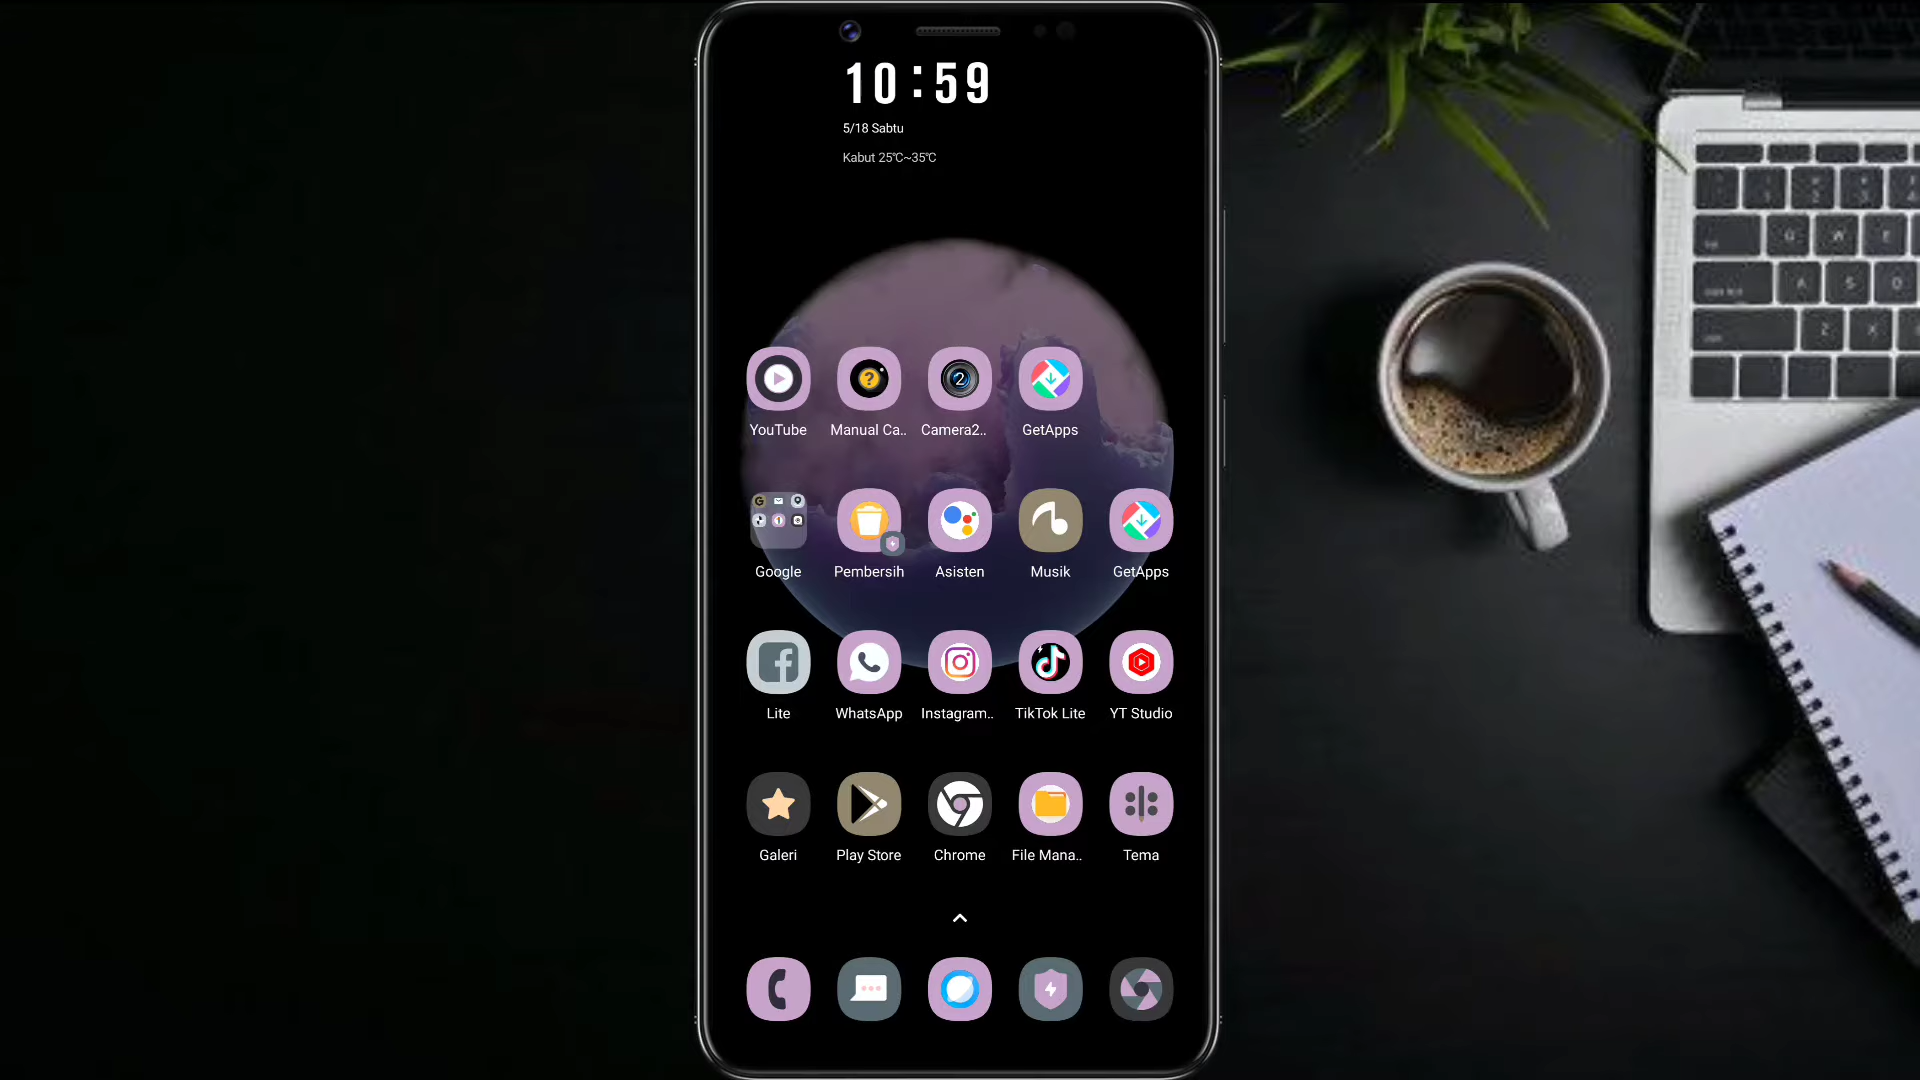 10:59
5/18 Sabtu
Kabut 25℃~35℃
YouTube
Manual Ca..
Camera2..
GetApps
Google
Pembersih
Asisten
Musik
GetApps
Lite
WhatsApp
Instagram..
TikTok Lite
YT Studio
Galeri
Play Store
Chrome
File Mana..
Tema